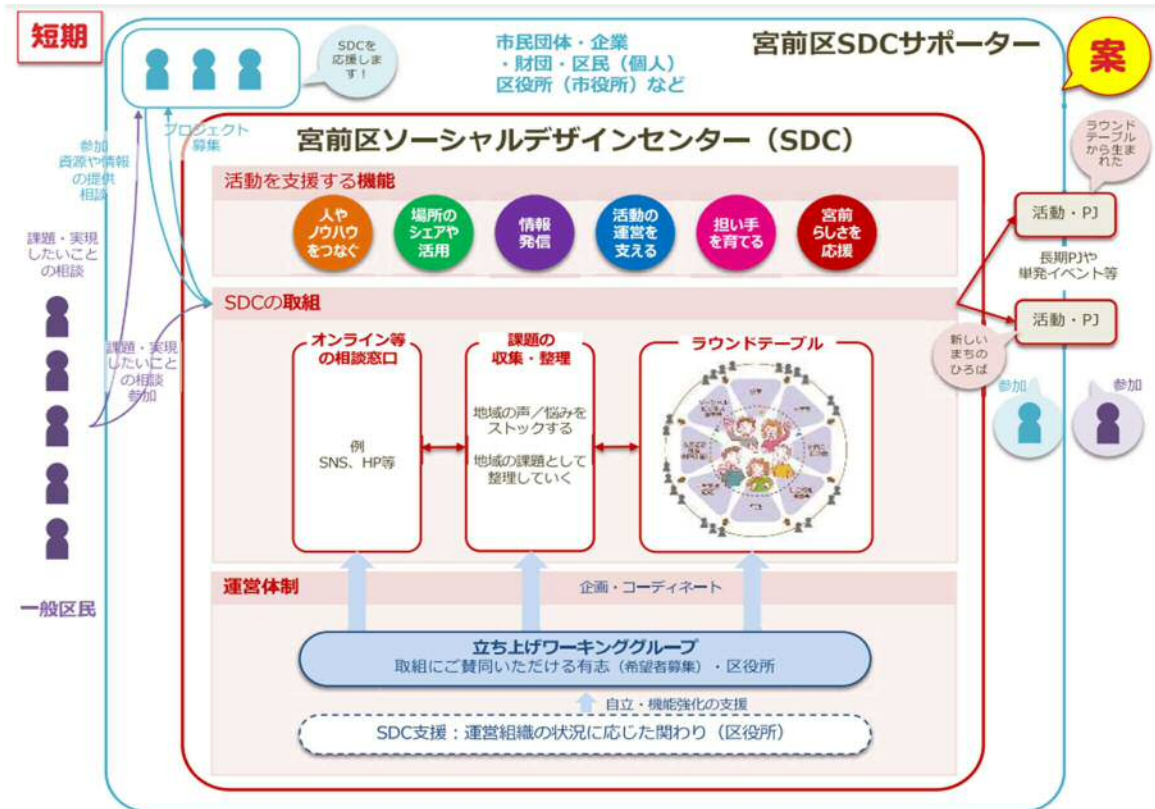 短期
SDCを
応援しま
す!
市民団体・企業
・財団・区民(個人)
区役所(市役所)など
宮前区SDCサポーター
案
参加
資源や情報
の提供
相談
プロジェクト
募集
宮前区ソーシャルデザインセンター(SDC)
ラウンド
テーブル
から生ま
れた
活動を支援する機能
人や
ノウハウ
をつなぐ
場所の
シェアや
活用
情報
発信
活動の
運営を
支える
担い手
を育てる
宮前
らしさを
応援
活動・PJ
長期PJや
単発イベント等
活動・PJ
新しい
まちの
ひろば
参加
参加
課題・実現
したいこと
の相談
課題・実現
したいこと
の相談
参加
一般区民
SDCの取組
オンライン等
の相談窓口
例
SNS、HP等
課題の
収集・整理
地域の声/悩みを
ストックする
地域の課題として
整理していく
ラウンドテーブル
運営体制
企画・コーディネート
立ち上げワーキンググループ
取組にご賛同いただける有志(希望者募集)・区役所
自立・機能強化の支援
SDC支援:運営組織の状況に応じた関わり(区役所)